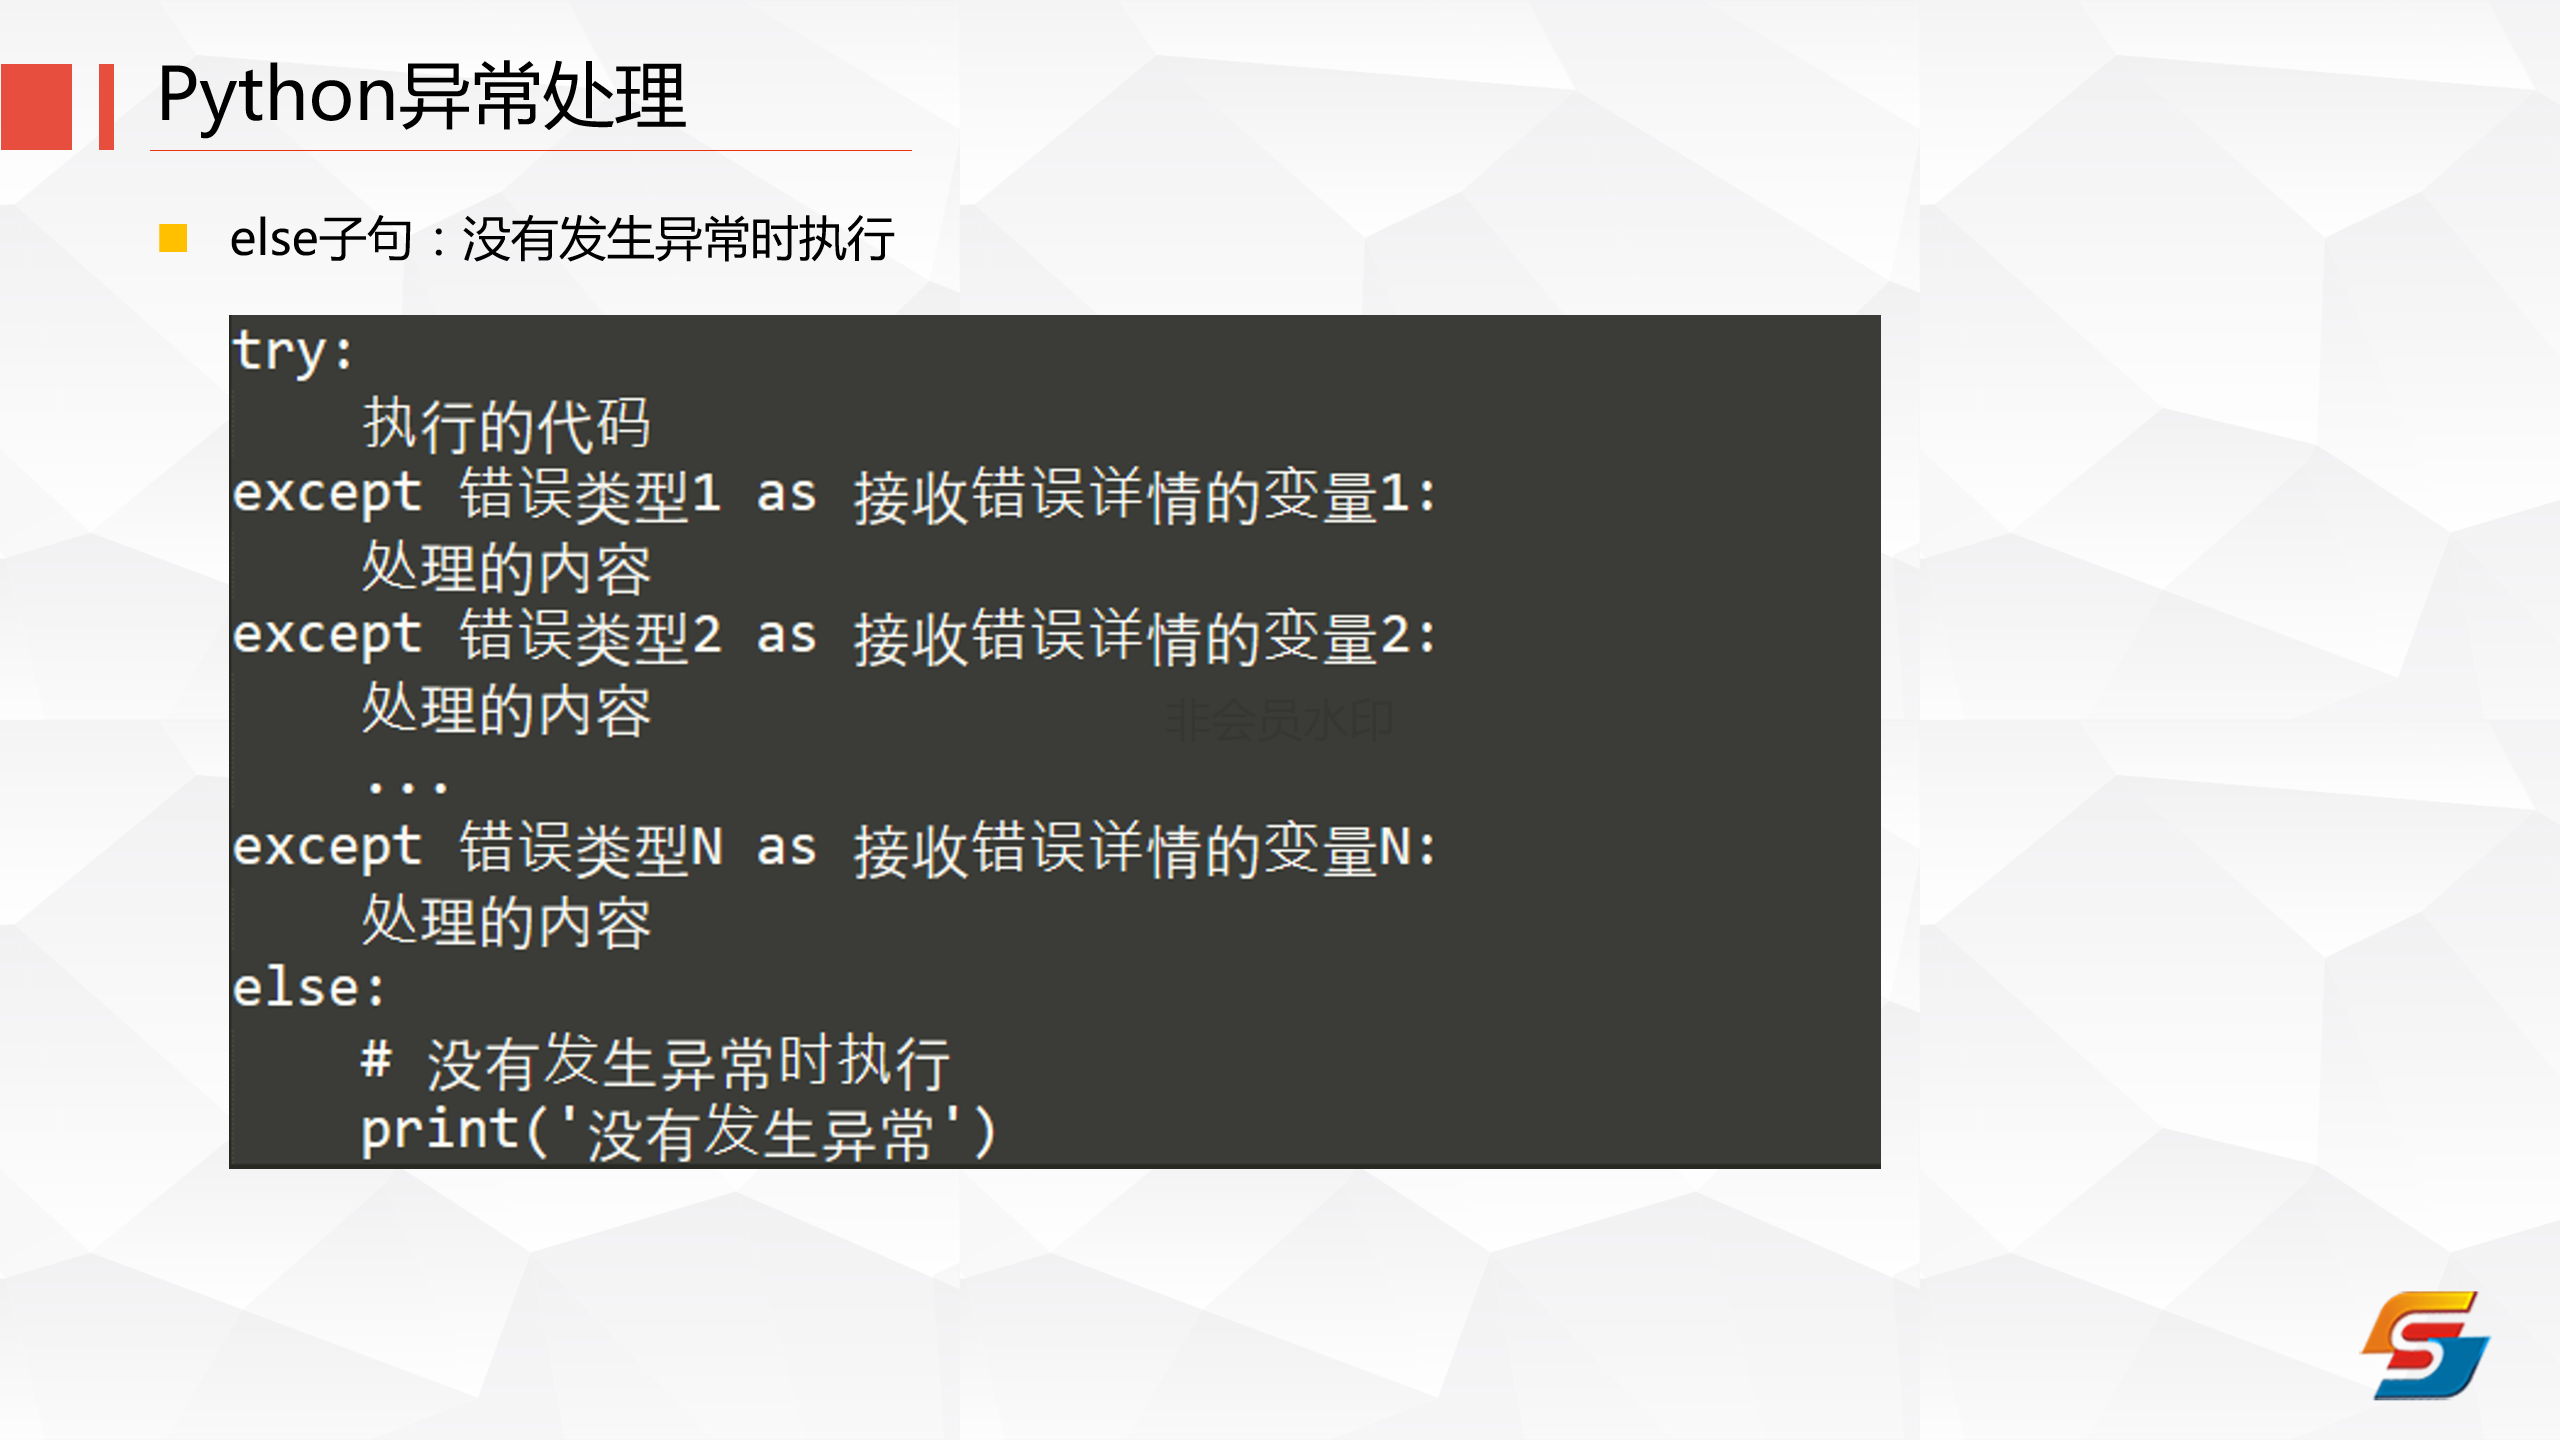 Python异常处理
else子句：没有发生异常时执行
try:
    执行的代码
except 错误类型1 as 接收错误详情的变量1:
    处理的内容
except 错误类型2 as 接收错误详情的变量2:
    处理的内容
非会员水印
    ...
except 错误类型N as 接收错误详情的变量N:
    处理的内容
else:
    # 没有发生异常时执行
    print('没有发生异常')